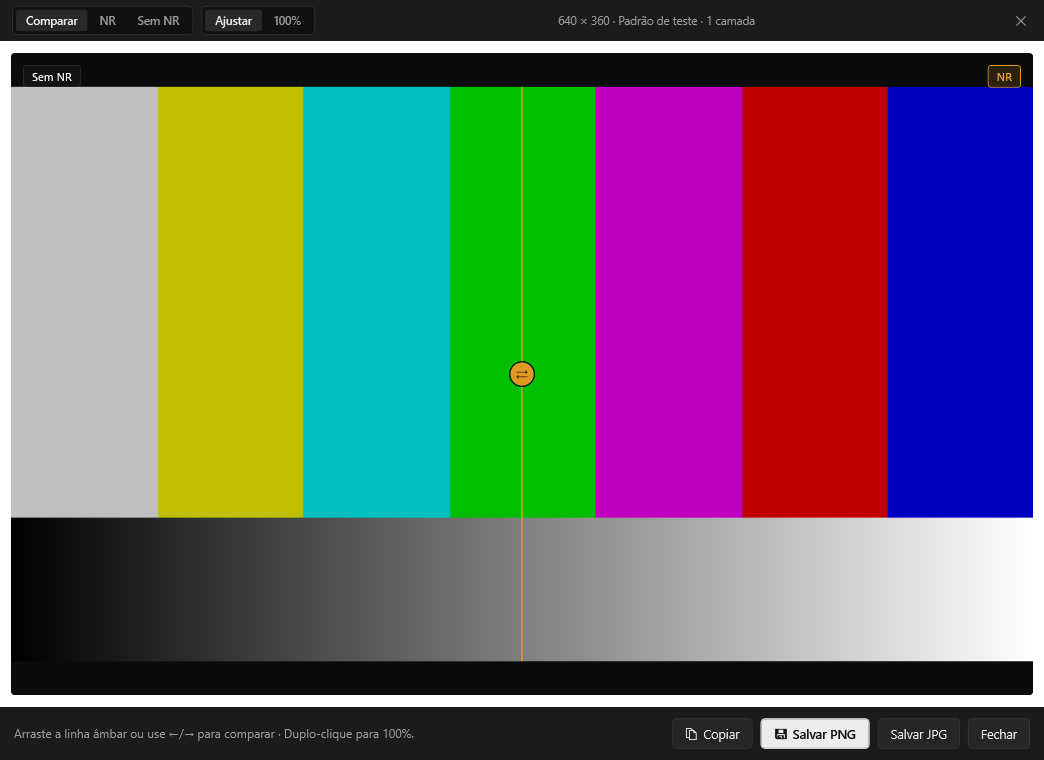 Comparar NR Sem NR Ajustar 100% 640 × 360 · Padrão de teste · 1 camada
Sem NR NR
Arraste a linha âmbar ou use ←/→ para comparar · Duplo-clique para 100%. Copiar Salvar PNG Salvar JPG Fechar